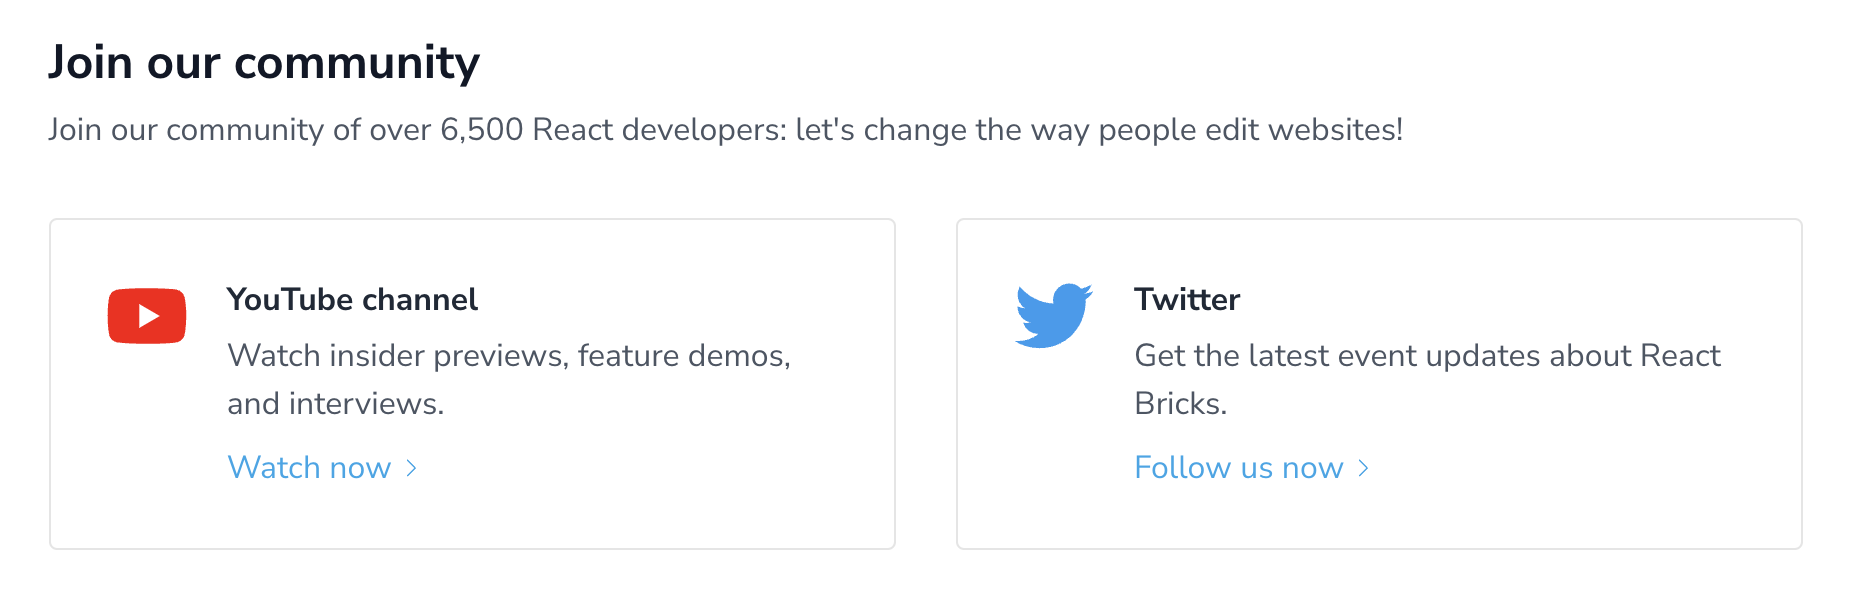 Join our community
Join our community of over 6,500 React developers: let's change the way people edit websites!
YouTube channel
Watch insider previews, feature demos,
and interviews.
Watch now
Twitter
Get the latest event updates about React
Bricks.
Follow us now